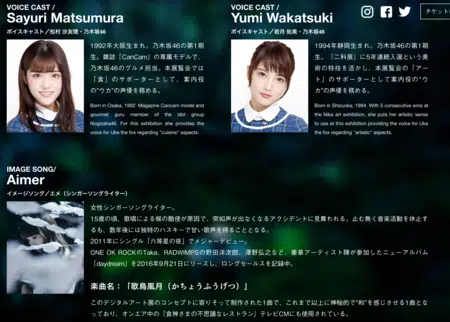 VOICE CAST /
Sayuri Matsumura
ボイスキャスト／松村 沙友理・乃木坂46
1992年大阪生まれ。乃木坂46の第1期
生。雑誌「CanCam」の専属モデルで、
乃木坂46のグルメ担当。本展覧会では
「食」のサポーターとして、案内役
の“ウカ”の声優を務める。
Born in Osaka, 1992. Magazine Cancam model and
gourmet guru member of the idol group
Nogizaka46. For this exhibition she provides the
voice for Uka the fox regarding "cuisine" aspects.
VOICE CAST /
Yumi Wakatsuki
ボイスキャスト／若月 佑美・乃木坂46
チケット
1994年静岡生まれ。乃木坂46の第1期
生。『二科展』に5年連続入選という美
術の特技を活かし、本展覧会の「アー
ト」のサポーターとして、案内役の“ウ
カ”の声優を務める。
Born in Shizuoka, 1994. With 5 consecutive wins at
the Nika art exhibition, she puts her artistic sense
to use at this exhibition providing the voice for Uka
the fox regarding "artistic" aspects.
IMAGE SONG/
Aimer
イメージソング／エメ（シンガーソングライター）
女性シンガーソングライター。
15歳の頃、歌唱による喉の酷使が原因で、突如声が出なくなるアクシデントに見舞われる。止む無く音楽活動を休止する
も、数年後には独特のハスキーで甘い歌声を得ることとなる。
2011年にシングル「六等星の夜」でメジャーデビュー。
ONE OK ROCKのTaka、RADWIMPSの野田洋次郎、澤野弘之など、豪華アーティスト陣が参加したニューアルバム
「daydream」を2016年9月21日にリースし、ロングセールスを記録中。
楽曲名：「歌鳥風月（かちょうふうげつ）」
このデジタルアート展のコンセプトに寄りそって制作された1曲で、これまで以上に神秘的で“和”を感じさせる1曲とな
っており、オンエア中の『食神さまの不思議なレストラン』テレビCMにも使用されている。